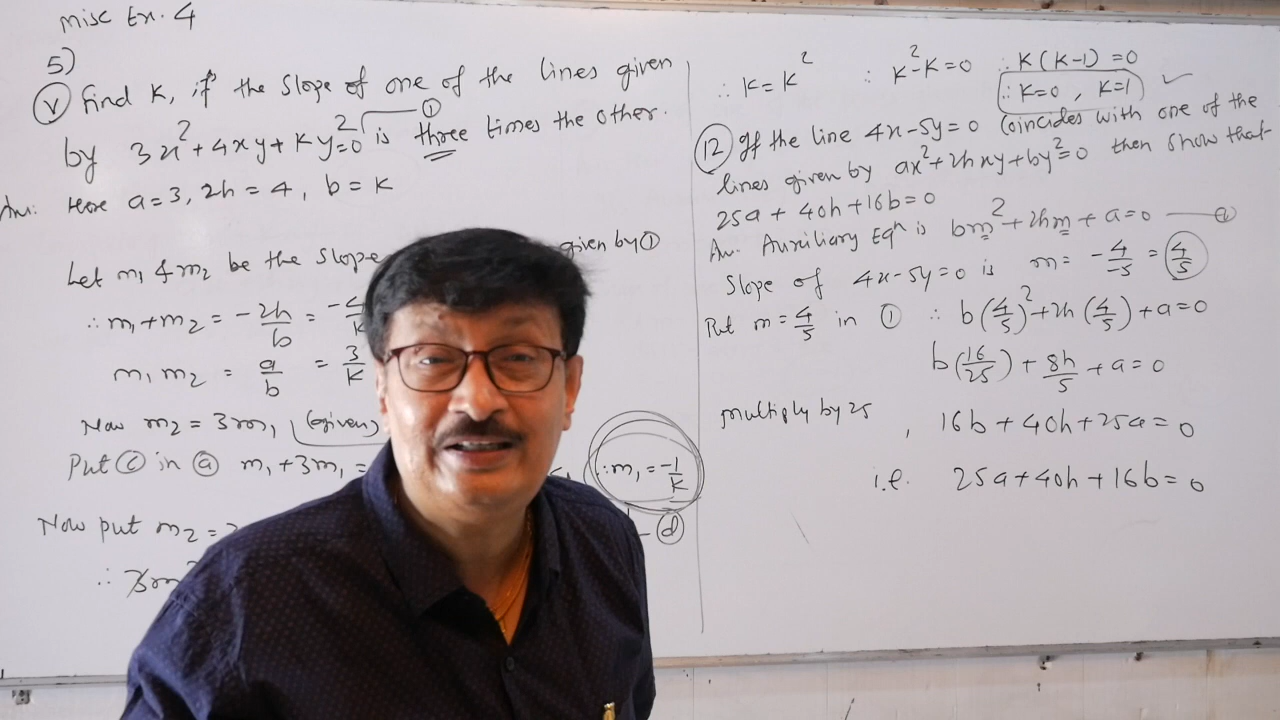 misc Ex. 4
5)
(v) Find K, if the Slope of one of the lines given
by 3x²+4xy+Ky²=0 ① is three times the other.
Ans: Here a=3, 2h=4, b=K
Let m₁ & m₂ be the Slope given by ①
∴ m₁+m₂ = -2h/b =
m₁m₂ = a/b = 3/K
Now m₂ = 3m₁ (given)
Put ⓒ in ⓐ m₁+3m₁ = ∴ m₁ = -1/K
Now put m₂ = ⓓ
∴ K=K² ∴ K²-K=0 ∴ K(K-1)=0
∴ K=0, K=1 ✓
⑫ If the line 4x-5y=0 Coincides with one of the
lines given by ax²+2hxy+by²=0 then show that
25a+40h+16b=0
An. Auxiliary Eqⁿ is bm²+2hm+a=0
Slope of 4x-5y=0 is m= -4/-5 = 4/5
Put m=4/5 in ① ∴ b(4/5)²+2h(4/5)+a=0
b(16/25)+8h/5+a=0
multiply by 25, 16b+40h+25a=0
i.e. 25a+40h+16b=0